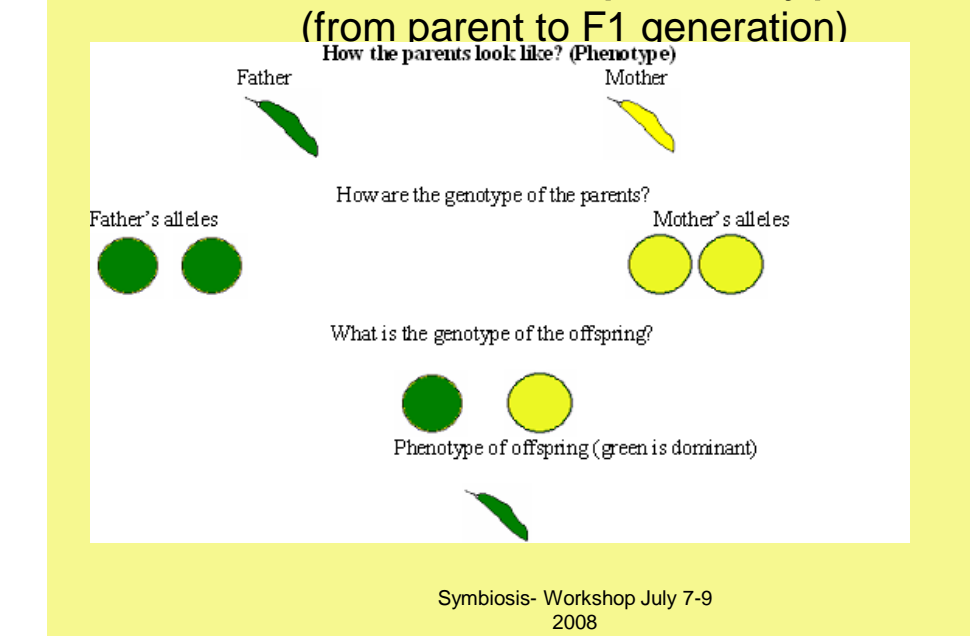 (from parent to F1 generation)
How the parents look like? (Phenotype)
Father Mother
How are the genotype of the parents?
Father's alleles Mother's alleles
What is the genotype of the offspring?
Phenotype of offspring (green is dominant)
Symbiosis- Workshop July 7-9
2008